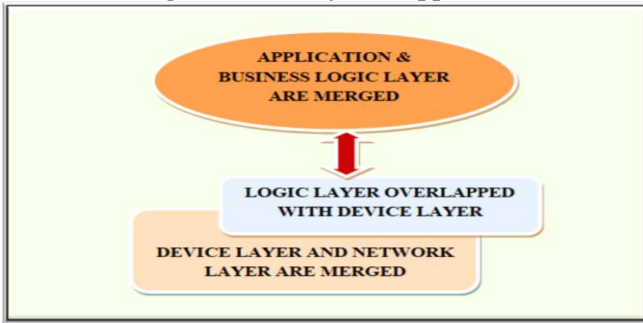 APPLICATION &
BUSINESS LOGIC LAYER
ARE MERGED
LOGIC LAYER OVERLAPPED
WITH DEVICE LAYER
DEVICE LAYER AND NETWORK
LAYER ARE MERGED